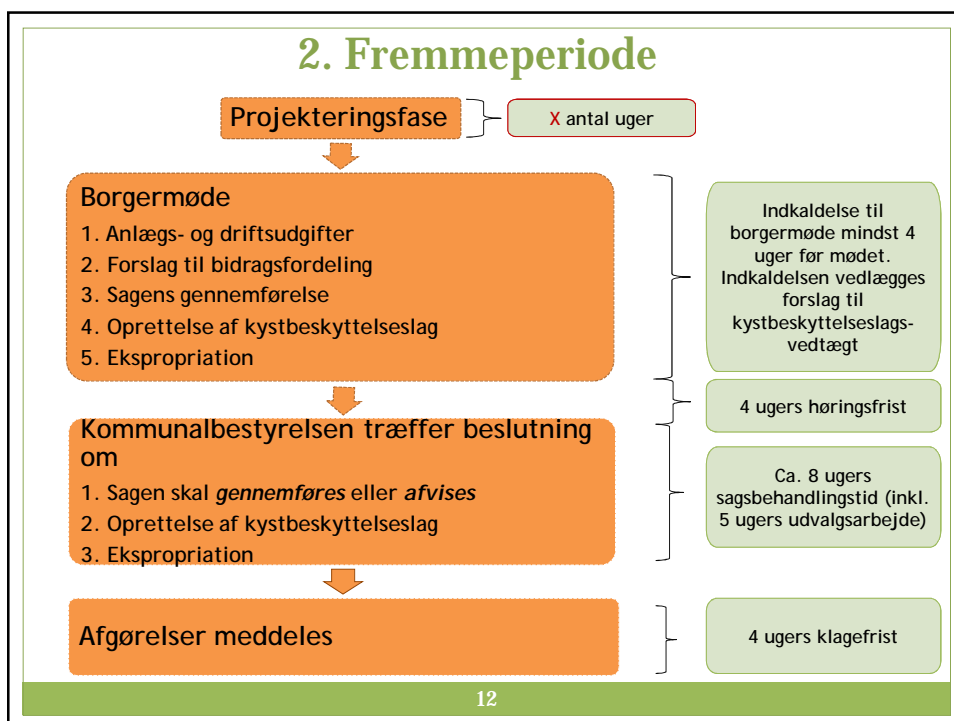 2. Fremmeperiode
Projekteringsfase
X antal uger
Borgermøde
1. Anlægs- og driftsudgifter
2. Forslag til bidragsfordeling
3. Sagens gennemførelse
4. Oprettelse af kystbeskyttelseslag
5. Ekspropriation
Indkaldelse til
borgermøde mindst 4
uger før mødet.
Indkaldelsen vedlægges
forslag til
kystbeskyttelseslags-
vedtægt
4 ugers høringsfrist
Kommunalbestyrelsen træffer beslutning
om
1. Sagen skal gennemføres eller afvises
2. Oprettelse af kystbeskyttelseslag
3. Ekspropriation
Ca. 8 ugers
sagsbehandlingstid (inkl.
5 ugers udvalgsarbejde)
Afgørelser meddeles
4 ugers klagefrist
12